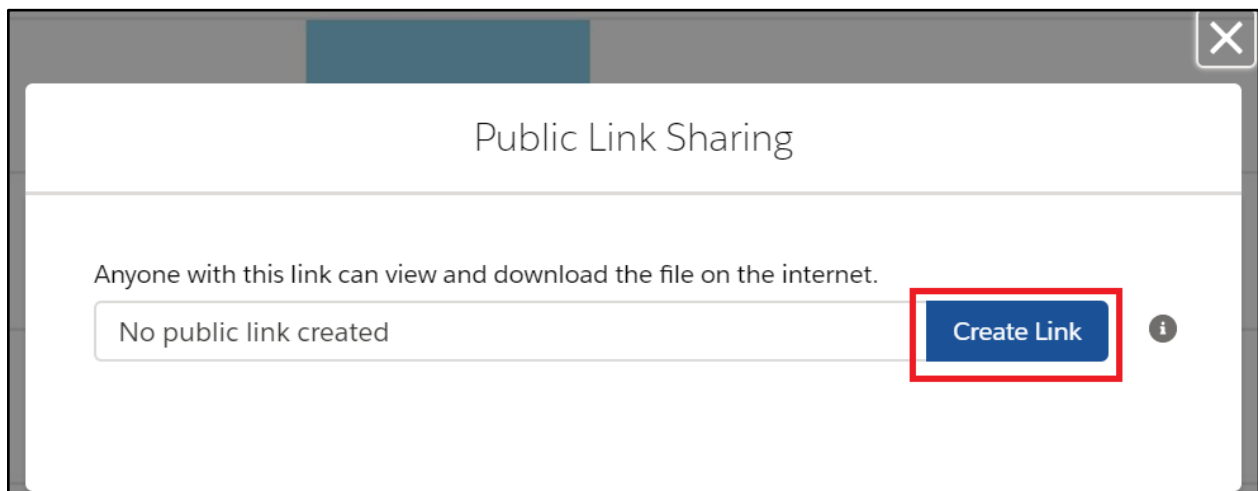 Public Link Sharing
Anyone with this link can view and download the file on the internet.
No public link created Create Link